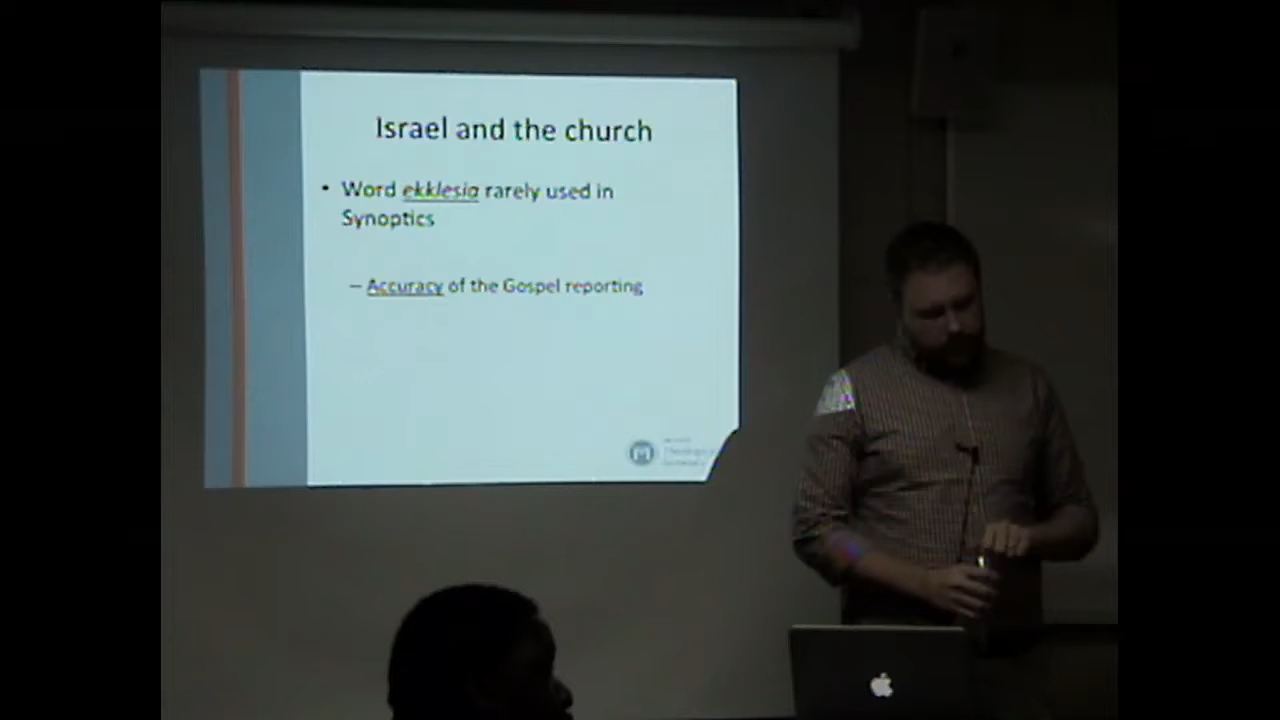 Israel and the church
• Word ekklesia rarely used in
Synoptics
– Accuracy of the Gospel reporting